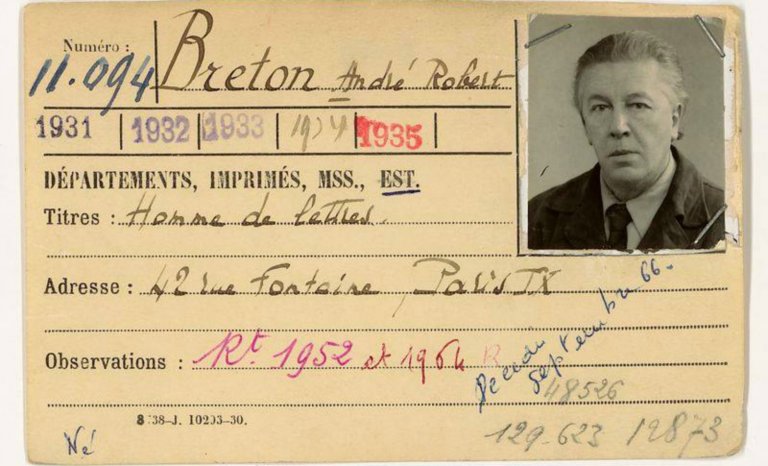 Numéro :
11.094
Breton André Robert
1931 1932 1933 1934 1935
DÉPARTEMENTS, IMPRIMÉS, MSS., EST.
Titres : Homme de lettres.
Adresse : 42 rue Fontaine, Paris IX
Observations : Rt. 1952 et 1964 R
Décédé
septembre 66.
48526
8-38–J. 10203-30.
129-623 12873
Né